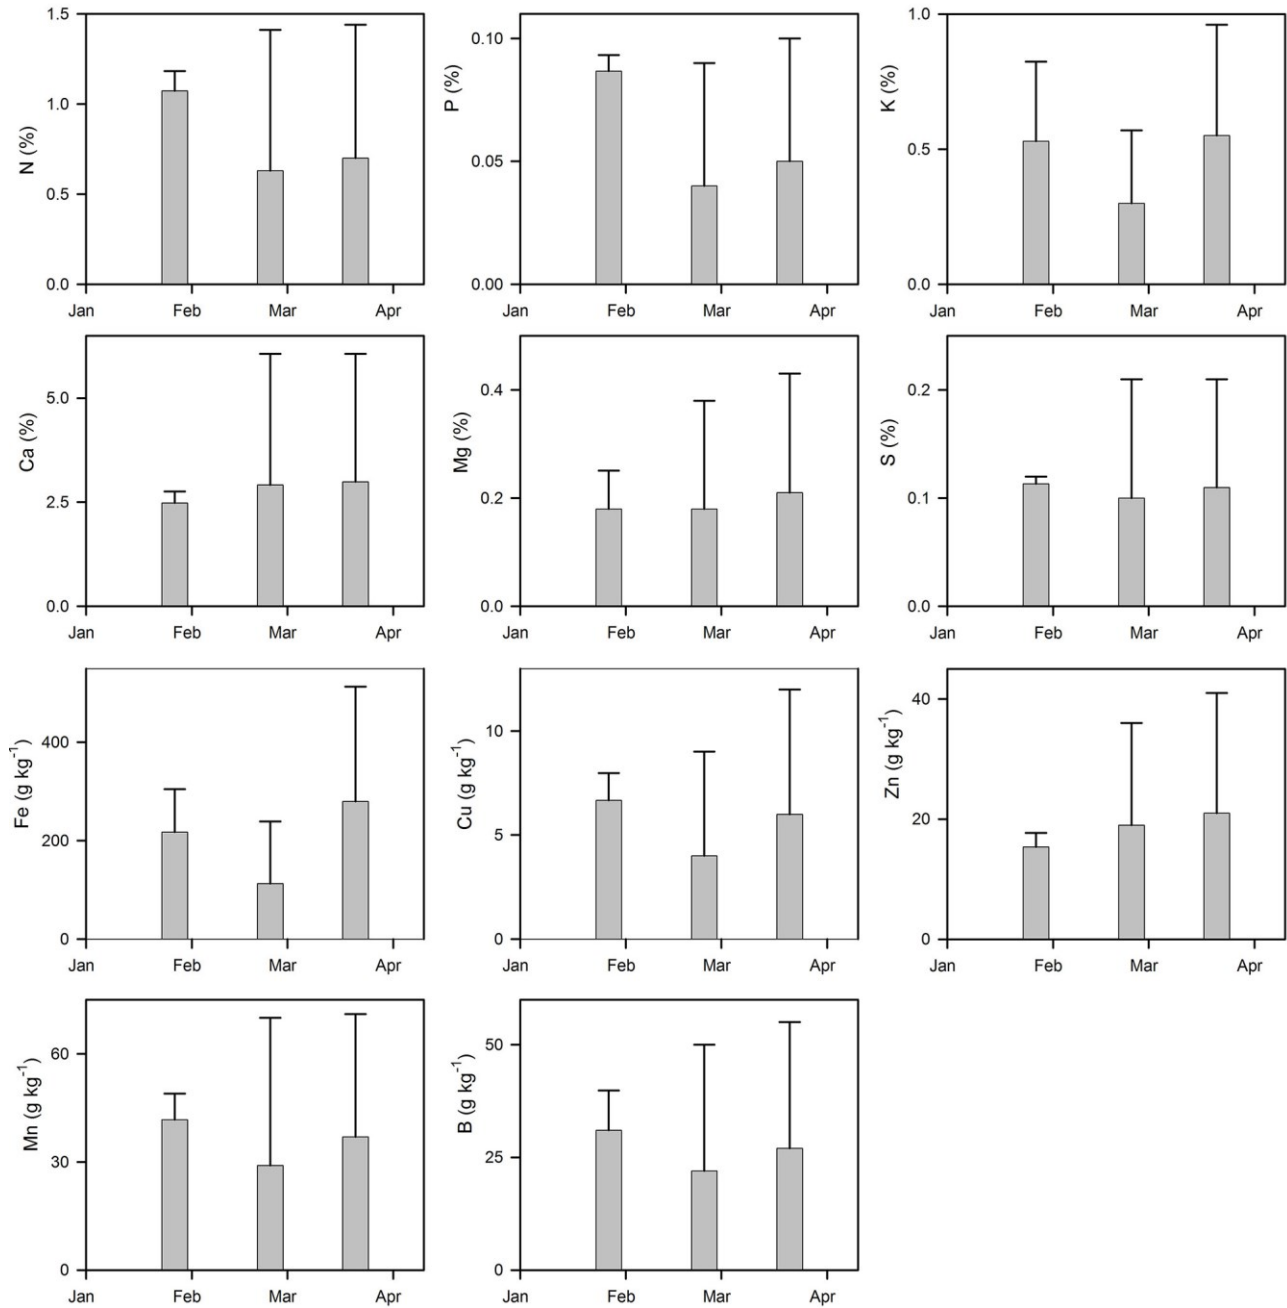 N (%)
1.5
1.0
0.5
0.0
Jan Feb Mar Apr
P (%)
0.10
0.05
0.00
Jan Feb Mar Apr
K (%)
1.0
0.5
0.0
Jan Feb Mar Apr
Ca (%)
5.0
2.5
0.0
Jan Feb Mar Apr
Mg (%)
0.4
0.2
0.0
Jan Feb Mar Apr
S (%)
0.2
0.1
0.0
Jan Feb Mar Apr
Fe (g kg⁻¹)
400
200
0
Jan Feb Mar Apr
Cu (g kg⁻¹)
10
5
0
Jan Feb Mar Apr
Zn (g kg⁻¹)
40
20
0
Jan Feb Mar Apr
Mn (g kg⁻¹)
60
30
0
Jan Feb Mar Apr
B (g kg⁻¹)
50
25
0
Jan Feb Mar Apr